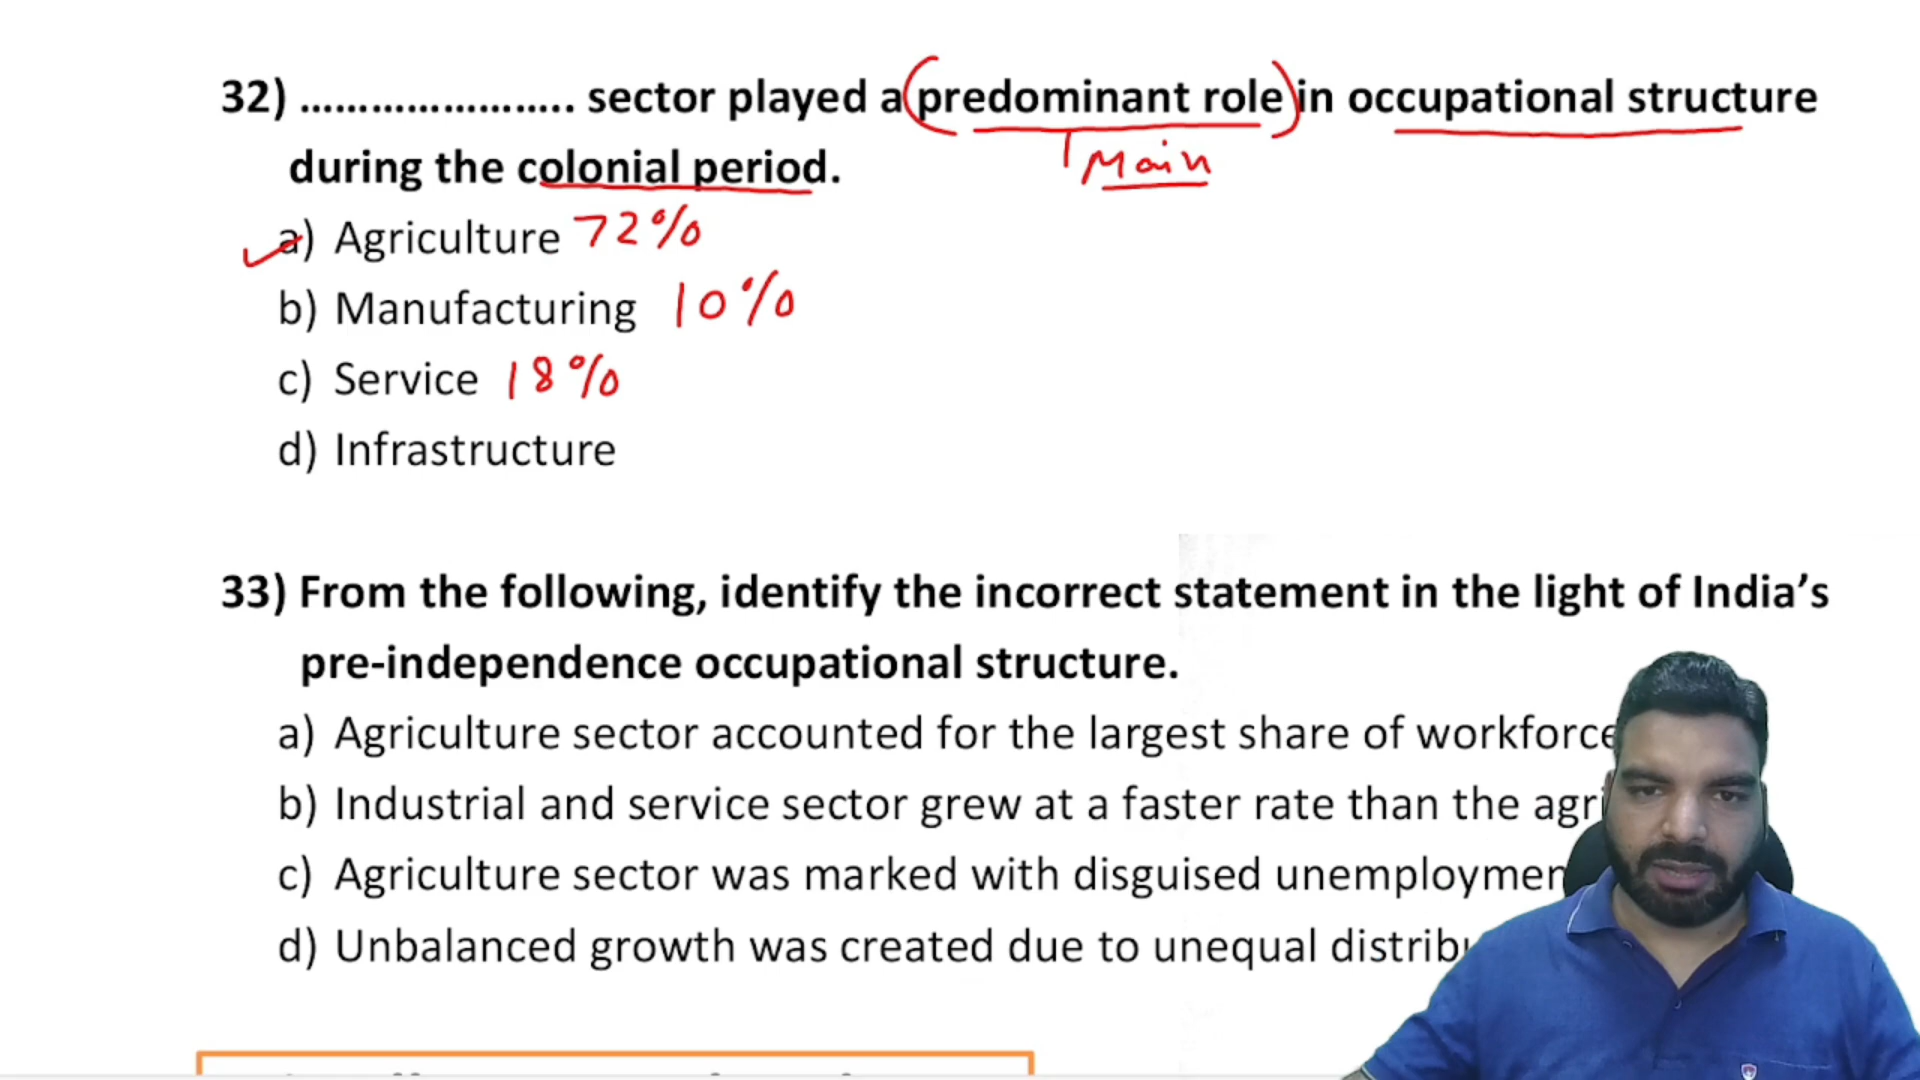 32) ........................ sector played a predominant role in occupational structure
Main
during the colonial period.
a) Agriculture 72%
b) Manufacturing 10%
c) Service 18%
d) Infrastructure
33) From the following, identify the incorrect statement in the light of India's
pre-independence occupational structure.
a) Agriculture sector accounted for the largest share of workforce
b) Industrial and service sector grew at a faster rate than the agri
c) Agriculture sector was marked with disguised unemploymen
d) Unbalanced growth was created due to unequal distribu